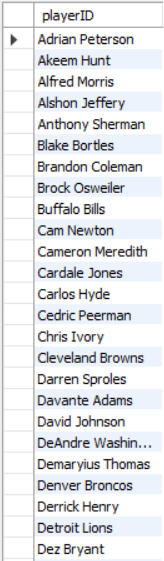 playerID
Adrian Peterson
Akeem Hunt
Alfred Morris
Alshon Jeffery
Anthony Sherman
Blake Bortles
Brandon Coleman
Brock Osweiler
Buffalo Bills
Cam Newton
Cameron Meredith
Cardale Jones
Carlos Hyde
Cedric Peerman
Chris Ivory
Cleveland Browns
Darren Sproles
Davante Adams
David Johnson
DeAndre Washin...
Demaryius Thomas
Denver Broncos
Derrick Henry
Detroit Lions
Dez Bryant